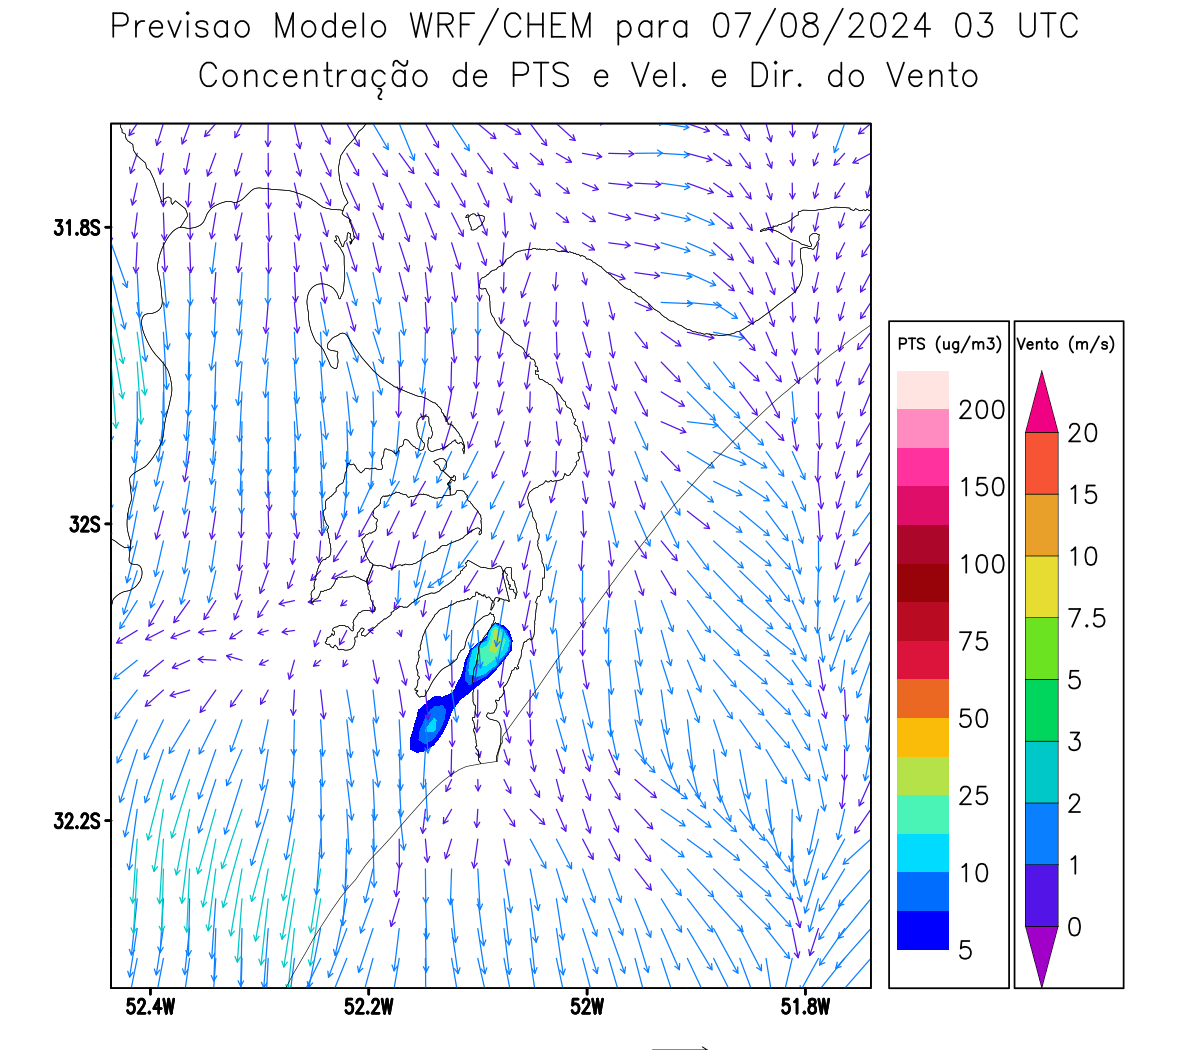 Previsao Modelo WRF/CHEM para 07/08/2024 03 UTC
Concentração de PTS e Vel. e Dir. do Vento
31.8S
32S
32.2S
52.4W
52.2W
52W
51.8W
PTS (ug/m3)
200
150
100
75
50
25
10
5
Vento (m/s)
20
15
10
7.5
5
3
2
1
0